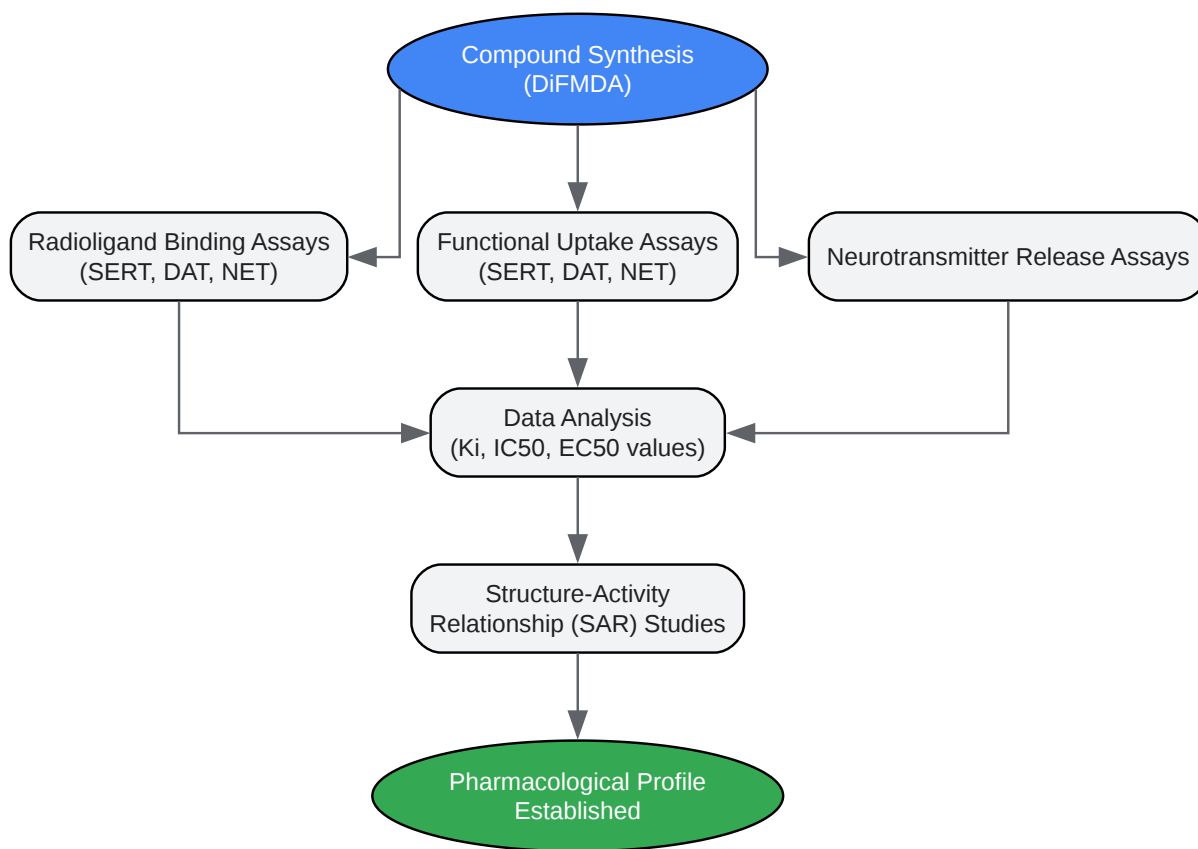 Compound Synthesis
(DiFMDA)
Radioligand Binding Assays
(SERT, DAT, NET)
Functional Uptake Assays
(SERT, DAT, NET)
Neurotransmitter Release Assays
Data Analysis
(Ki, IC50, EC50 values)
Structure-Activity
Relationship (SAR) Studies
Pharmacological Profile
Established